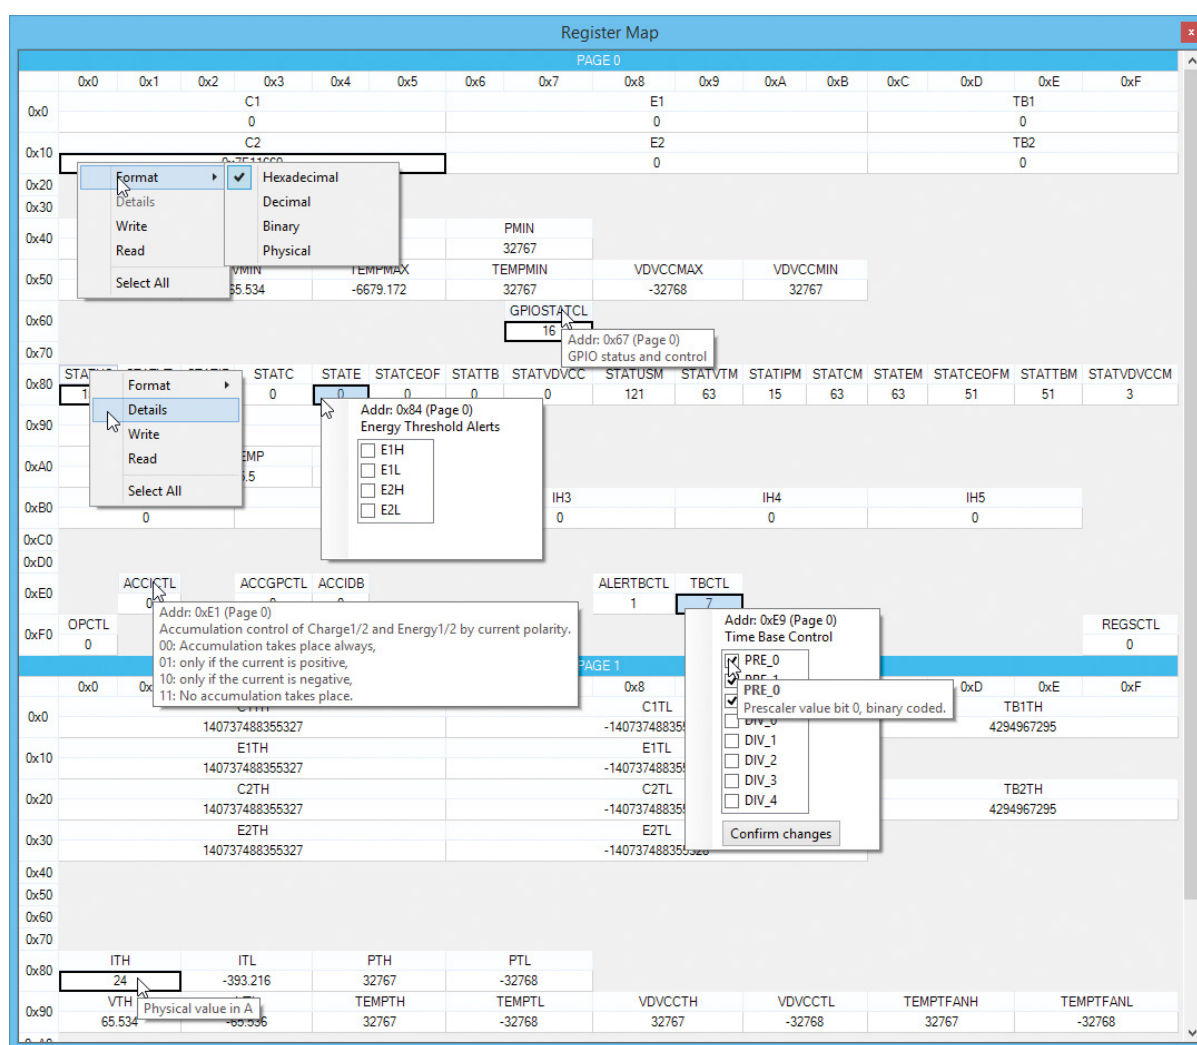 Register Map
x
PAGE 0
0x0 0x1 0x2 0x3 0x4 0x5 0x6 0x7 0x8 0x9 0xA 0xB 0xC 0xD 0xE 0xF
C1 E1 TB1
0x0
0 0 0
C2 E2 TB2
0x10
0 0
Format Hexadecimal
0x20
Details Decimal
0x30
Write Binary PMIN
0x40
Read Physical 32767
VMIN TEMPMAX TEMPMIN VDVCCMAX VDVCCMIN
0x50 Select All
65.534 -6679.172 32767 -32768 32767
GPIOSTATCL
0x60
16
Addr: 0x67 (Page 0)
GPIO status and control
0x70
STATC STATE STATCEOF STATTB STATVDVCC STATUSM STATVTM STATIPM STATCM STATEM STATCEOFM STATTBM STATVDVCCM
0x80 Format
0 0 0 0 0 121 63 15 63 63 51 51 3
Details
Write
Read
Select All
Addr: 0x84 (Page 0)
Energy Threshold Alerts
E1H
E1L
E2H
E2L
0x90
0xA0
0xB0
IH3 IH4 IH5
0 0 0 0
0xC0
0xD0
ACCICTL ACCGPCTL ACCIDB ALERTBCTL TBCTL
0xE0
1 7
Addr: 0xE1 (Page 0)
Accumulation control of Charge1/2 and Energy1/2 by current polarity.
00: Accumulation takes place always,
01: only if the current is positive,
10: only if the current is negative,
11: No accumulation takes place.
Addr: 0xE9 (Page 0)
Time Base Control
PRE_0
PRE_0
Prescaler value bit 0, binary coded.
DIV_1
DIV_2
DIV_3
DIV_4
Confirm changes
OPCTL REGSCTL
0xF0
0 0
PAGE 1
0x0 0x8 0xD 0xE 0xF
C1TL TB1TH
0x0
140737488355327 4294967295
E1TH E1TL
0x10
140737488355327
C2TH C2TL TB2TH
0x20
140737488355327 4294967295
E2TH E2TL
0x30
140737488355327 -140737488355328
0x40
0x50
0x60
0x70
ITH ITL PTH PTL
0x80
24 -393.216 32767 -32768
Physical value in A
VTH TEMPTH TEMPTL VDVCCTH VDVCCTL TEMPTFANH TEMPTFANL
0x90
65.534 -65.536 32767 -32768 32767 -32768 32767 -32768